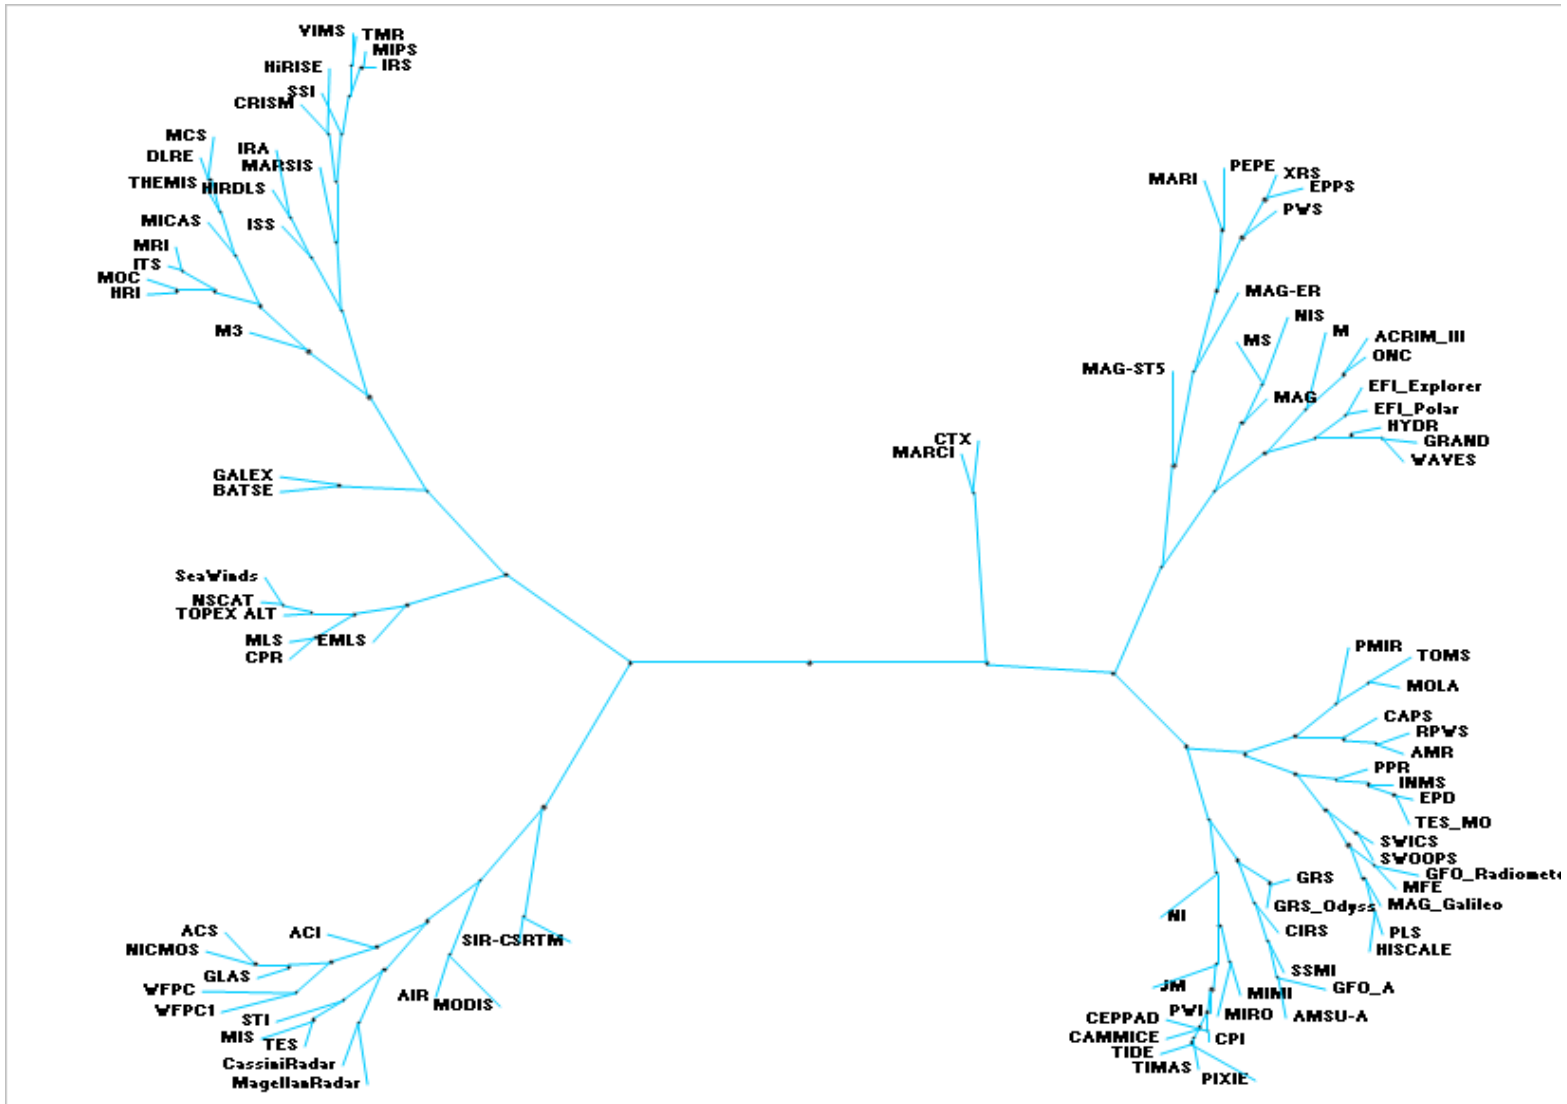 VIMS
TMR
MIPS
IRS
HiRISE
SSI
CRISM
MCS
DLRE
IRA
MARSIS
THEMIS
HIRDLS
MICAS
ISS
MRI
ITS
MOC
HRI
M3
GALEX
BATSE
SeaWinds
NSCAT
TOPEX ALT
MLS
EMLS
CPR
ACS
NICMOS
ACI
GLAS
WFPC
WFPC1
STI
MIS
TES
CassiniRadar
MagellanRadar
AIR
MODIS
SIR-C
SRTM
CTX
MARCI
MARI
PEPE
XRS
EPPS
PWS
MAG-ER
NIS
MS
M
ACRIM_III
ONC
MAG-ST5
MAG
EFI_Explorer
EFI_Polar
HYDR
GRAND
WAVES
PMIR
TOMS
MOLA
CAPS
RPWS
AMR
PPR
INMS
EPD
TES_MO
SWICS
SWOOPS
GFO_Radiomete
MFE
MAG_Galileo
PLS
HISCALE
GRS
GRS_Odyss
CIRS
SSMI
GFO_A
AMSU-A
NI
JM
MIMI
MIRO
PWI
CEPPAD
CAMMICE
CPI
TIDE
TIMAS
PIXIE